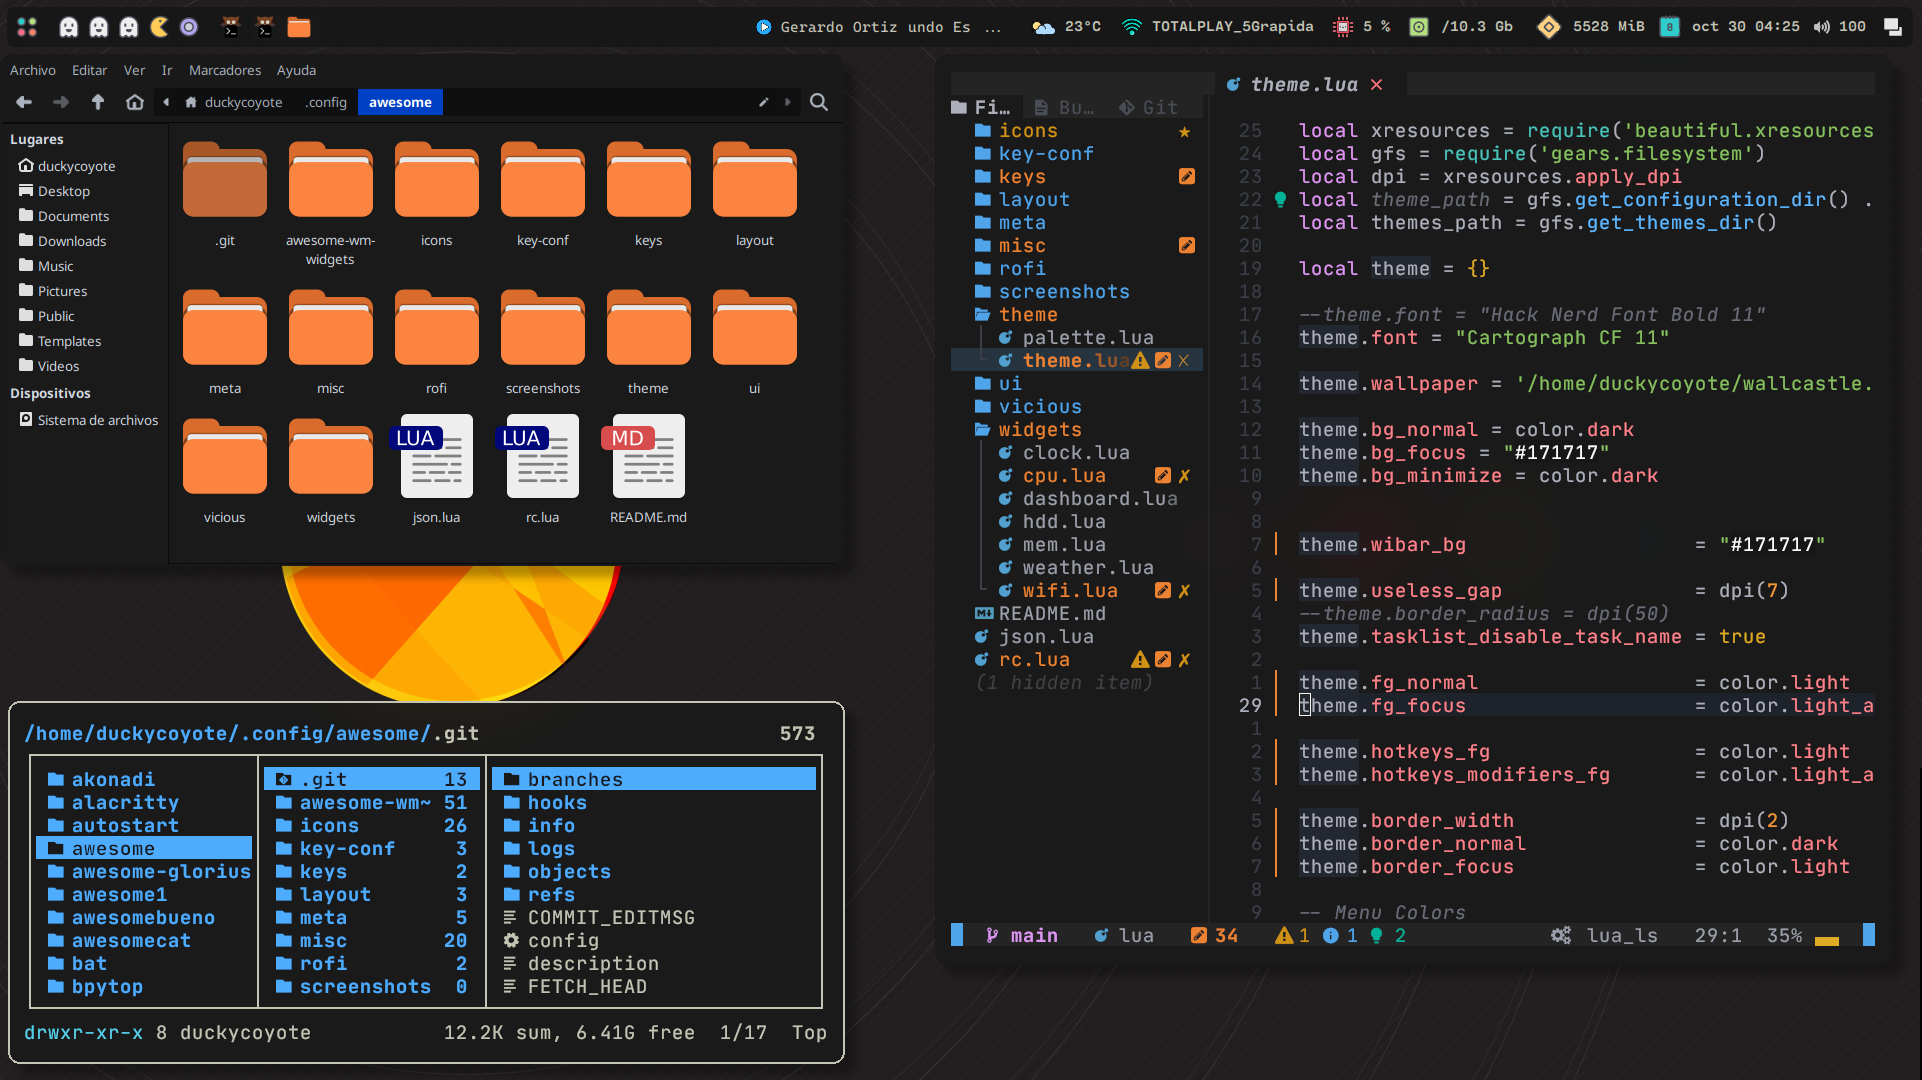 Gerardo Ortiz undo Es ...
23°C
TOTALPLAY_5Grapida
5 %
/10.3 Gb
5528 MiB
8
oct 30 04:25
100
Archivo Editar Ver Ir Marcadores Ayuda
duckycoyote .config awesome
Lugares
duckycoyote
Desktop
Documents
Downloads
Music
Pictures
Public
Templates
Videos
Dispositivos
Sistema de archivos
.git
awesome-wm-
widgets
icons
key-conf
keys
layout
meta
misc
rofi
screenshots
theme
ui
vicious
widgets
LUA
json.lua
LUA
rc.lua
MD
README.md
/home/duckycoyote/.config/awesome/.git 573
akonadi
alacritty
autostart
awesome
awesome-glorius
awesome1
awesomebueno
awesomecat
bat
bpytop
.git 13
awesome-wm~ 51
icons 26
key-conf 3
keys 2
layout 3
meta 5
misc 20
rofi 2
screenshots 0
branches
hooks
info
logs
objects
refs
COMMIT_EDITMSG
config
description
FETCH_HEAD
drwxr-xr-x 8 duckycoyote 12.2K sum, 6.41G free 1/17 Top
theme.lua
Fi… Bu… Git
icons
key-conf
keys
layout
meta
misc
rofi
screenshots
theme
palette.lua
theme.lua
ui
vicious
widgets
clock.lua
cpu.lua
dashboard.lua
hdd.lua
mem.lua
weather.lua
wifi.lua
README.md
json.lua
rc.lua
(1 hidden item)
25 local xresources = require('beautiful.xresources
24 local gfs = require('gears.filesystem')
23 local dpi = xresources.apply_dpi
22 local theme_path = gfs.get_configuration_dir() .
21 local themes_path = gfs.get_themes_dir()
20
19 local theme = {}
18
17 --theme.font = "Hack Nerd Font Bold 11"
16 theme.font = "Cartograph CF 11"
15
14 theme.wallpaper = '/home/duckycoyote/wallcastle.
13
12 theme.bg_normal = color.dark
11 theme.bg_focus = "#171717"
10 theme.bg_minimize = color.dark
9
8
7 theme.wibar_bg = "#171717"
6
5 theme.useless_gap = dpi(7)
4 --theme.border_radius = dpi(50)
3 theme.tasklist_disable_task_name = true
2
1 theme.fg_normal = color.light
29 theme.fg_focus = color.light_a
1
2 theme.hotkeys_fg = color.light
3 theme.hotkeys_modifiers_fg = color.light_a
4
5 theme.border_width = dpi(2)
6 theme.border_normal = color.dark
7 theme.border_focus = color.light
8
9 -- Menu Colors
main lua 34 1 1 2 lua_ls 29:1 35%